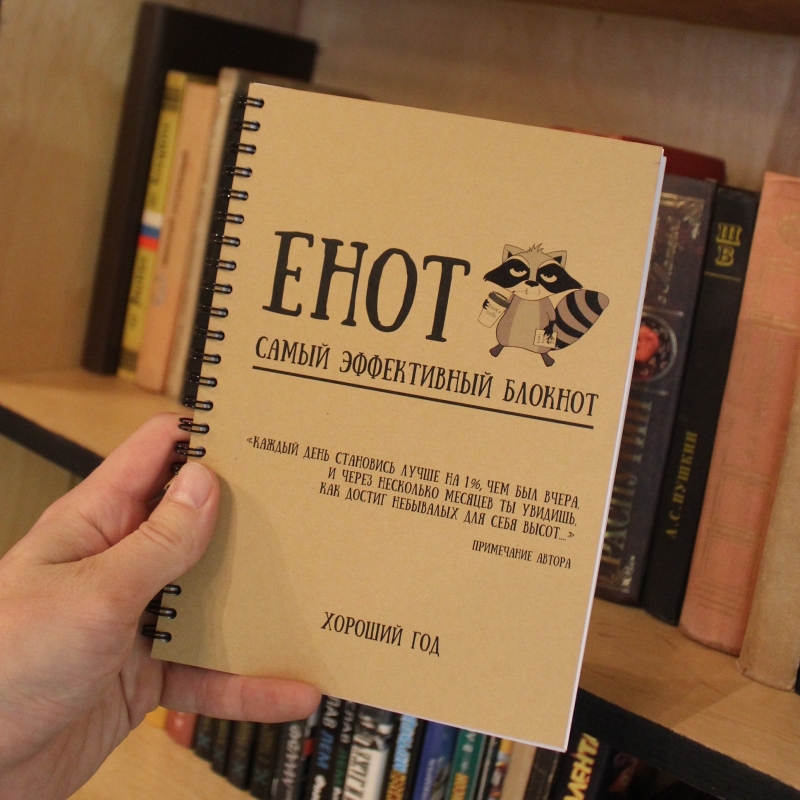 ЕНОТ
САМЫЙ ЭФФЕКТИВНЫЙ БЛОКНОТ
«КАЖДЫЙ ДЕНЬ СТАНОВИСЬ ЛУЧШЕ НА 1%, ЧЕМ БЫЛ ВЧЕРА,
И ЧЕРЕЗ НЕСКОЛЬКО МЕСЯЦЕВ ТЫ УВИДИШЬ,
КАК ДОСТИГ НЕБЫВАЛЫХ ДЛЯ СЕБЯ ВЫСОТ...»
ПРИМЕЧАНИЕ АВТОРА
ХОРОШИЙ ГОД
РАСПУТИН
А.С.ПУШКИН